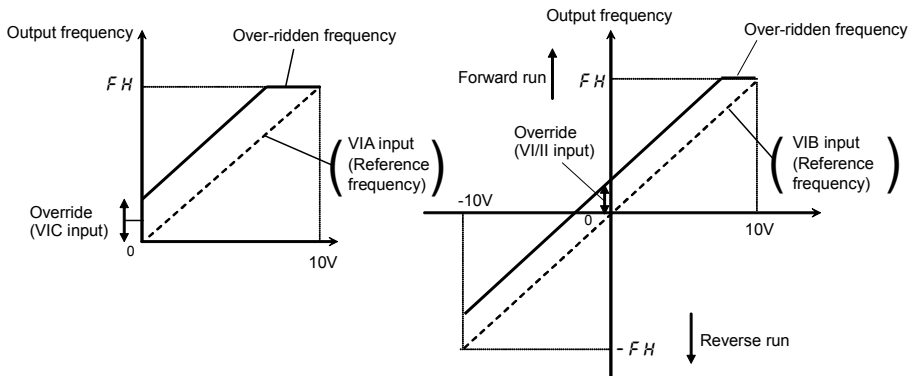 Output frequency
Over-ridden frequency
FH
VIA input
(Reference
frequency)
Override
(VIC input)
0
10V
Output frequency
Over-ridden frequency
Forward run
FH
Override
(VI/II input)
VIB input
(Reference
frequency)
-10V
0
10V
-FH
Reverse run